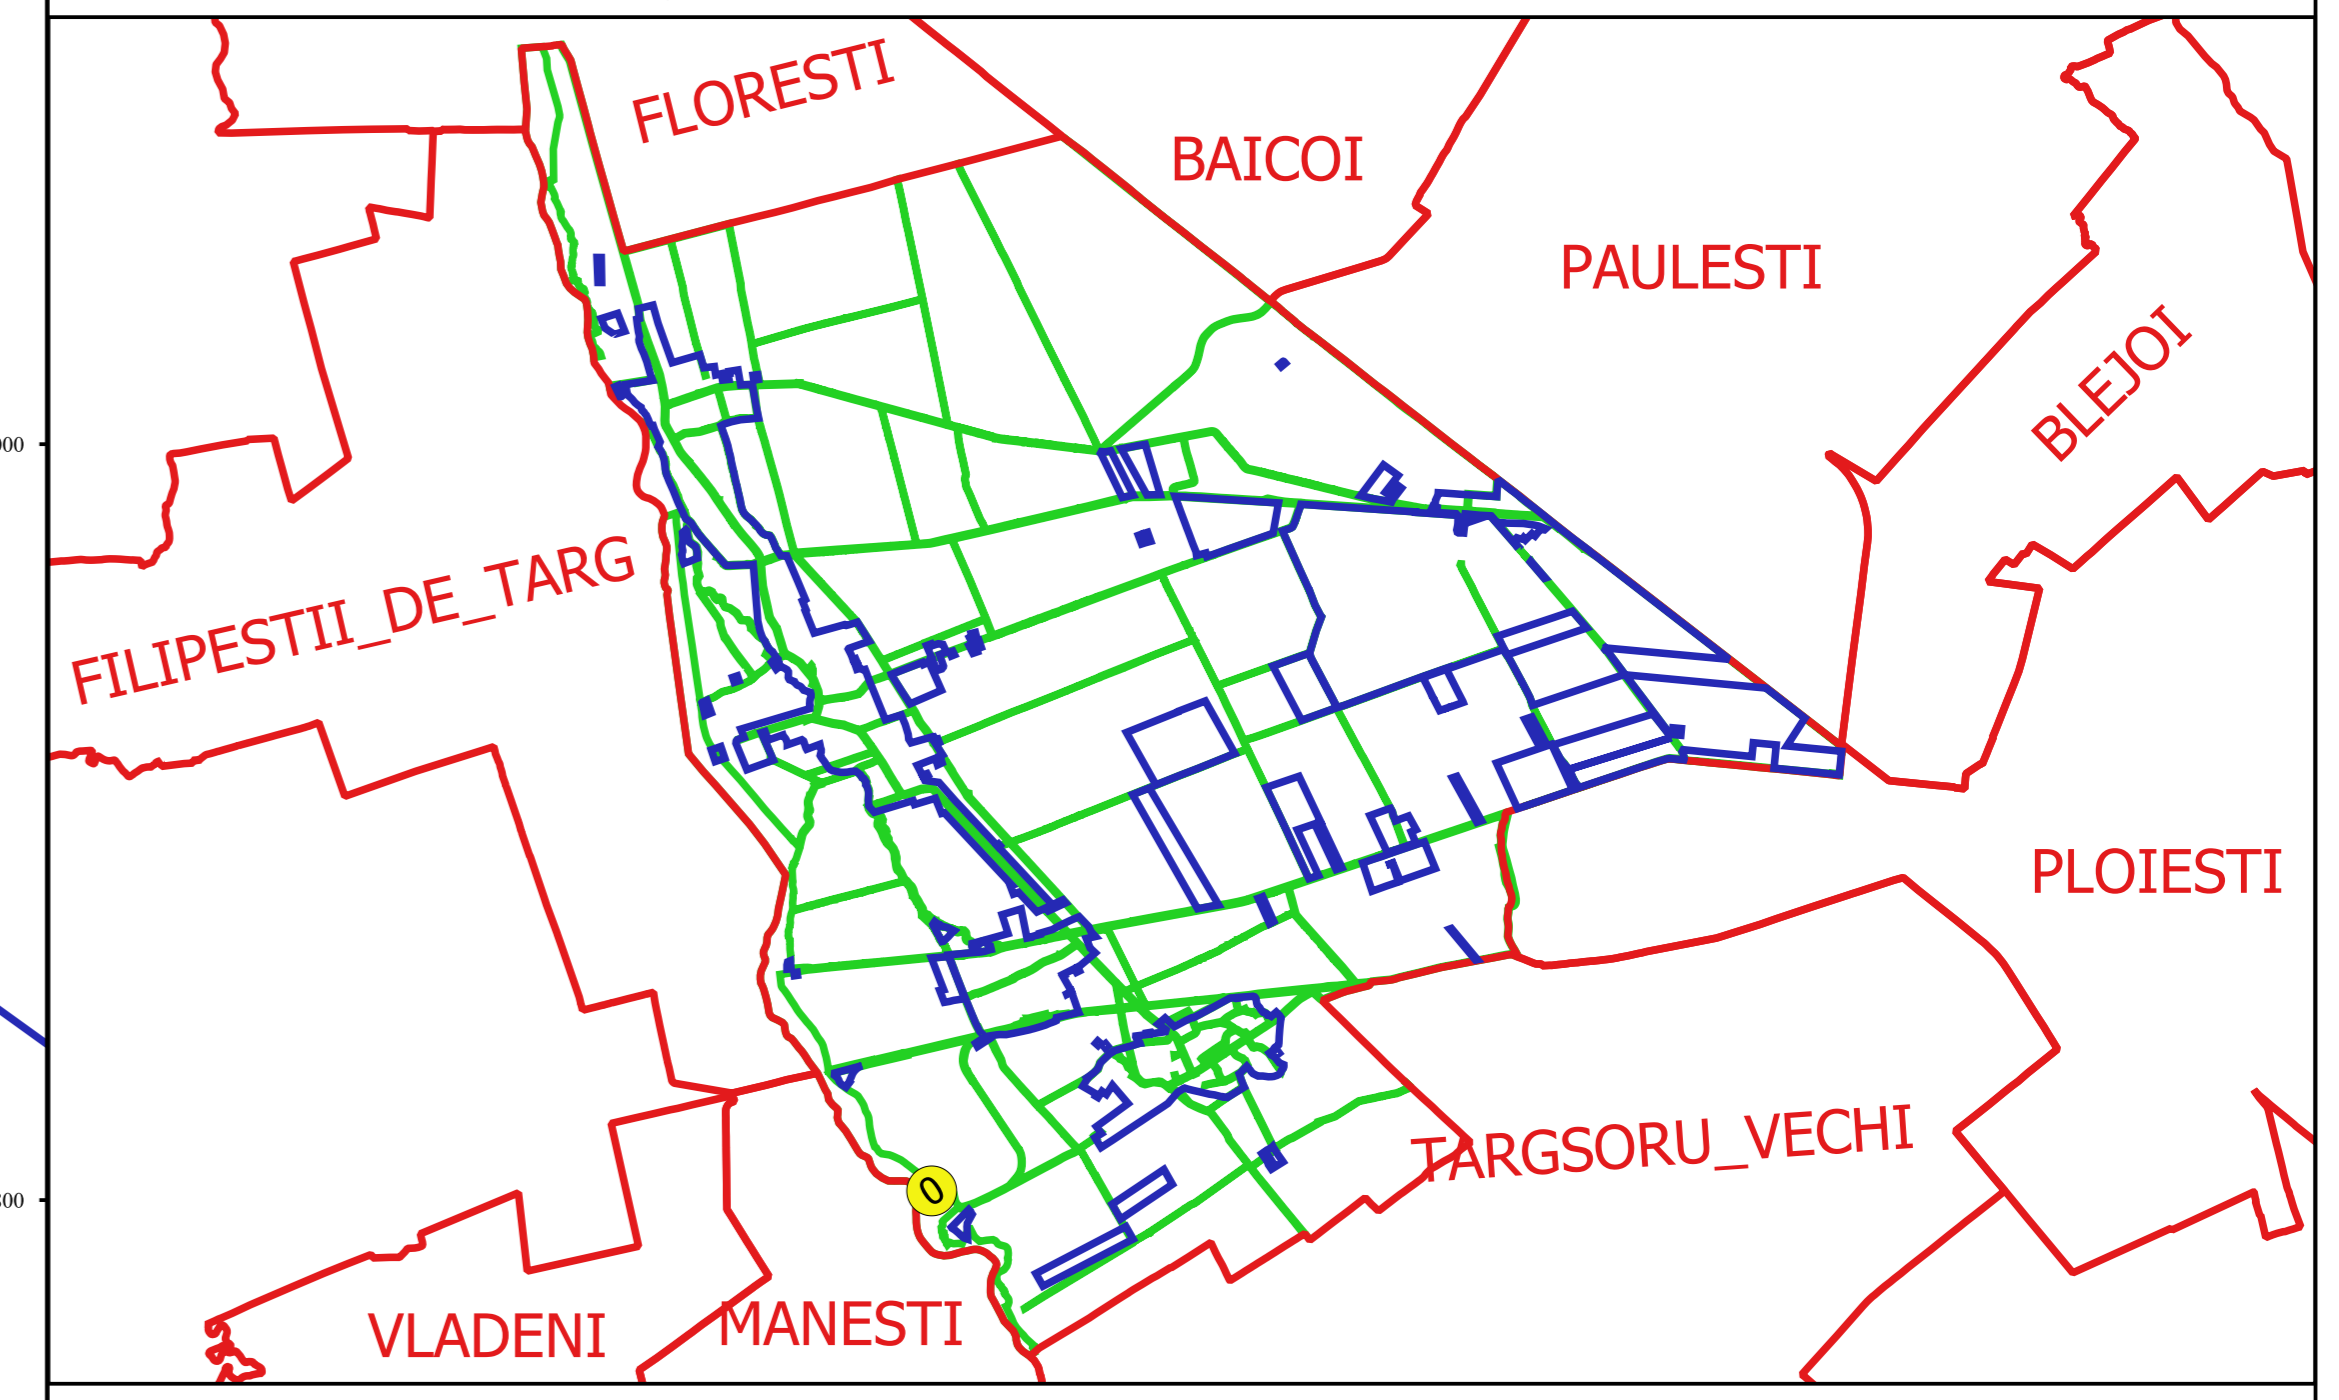 FLORESTI
BAICOI
PAULESTI
BLEJOI
FILIPESTII_DE_TARG
PLOIESTI
TARGSORU_VECHI
0
VLADENI
MANESTI